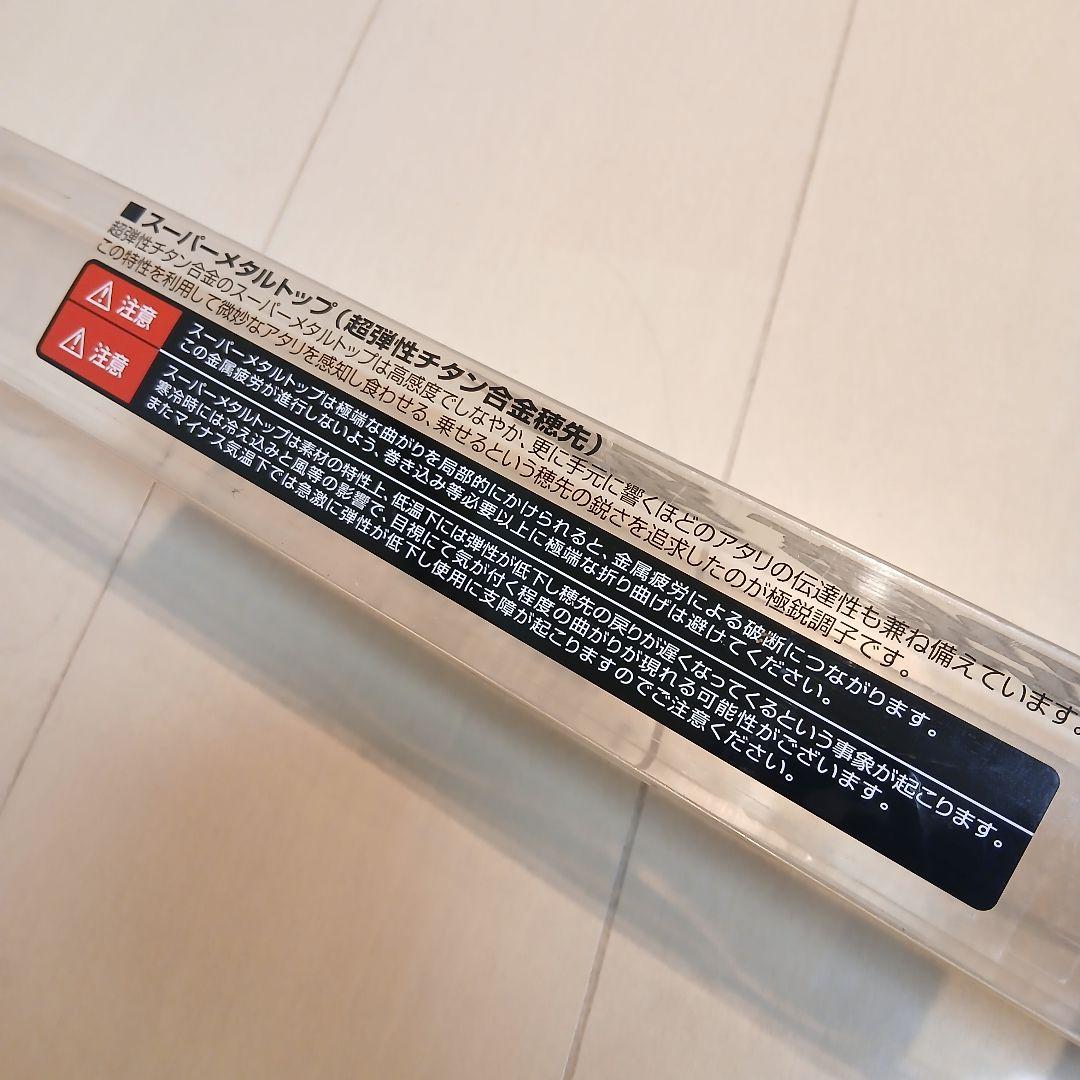 ■スーパーメタルトップ(超弾性チタン合金穂先)
超弾性チタン合金のスーパーメタルトップは高感度でしなやか、更に手元に響くほどのアタリの伝達性も兼ね備えています。
この特性を利用して微妙なアタリを感知し食わせる、乗せるという穂先の鋭さを追求したのが極鋭調子です。
⚠注意
スーパーメタルトップは極端な曲がりを局部的にかけられると、金属疲労による破断につながります。
この金属疲労が進行しないよう、巻き込み等必要以上に極端な折り曲げは避けてください。
⚠注意
スーパーメタルトップは素材の特性上、低温下には弾性が低下し穂先の戻りが遅くなってくるという事象が起こります。
寒冷時には冷え込みと風等の影響で、目視にて気が付く程度の曲がりが現れる可能性がございます。
またマイナス気温下では急激に弾性が低下し使用に支障が起こりますのでご注意ください。